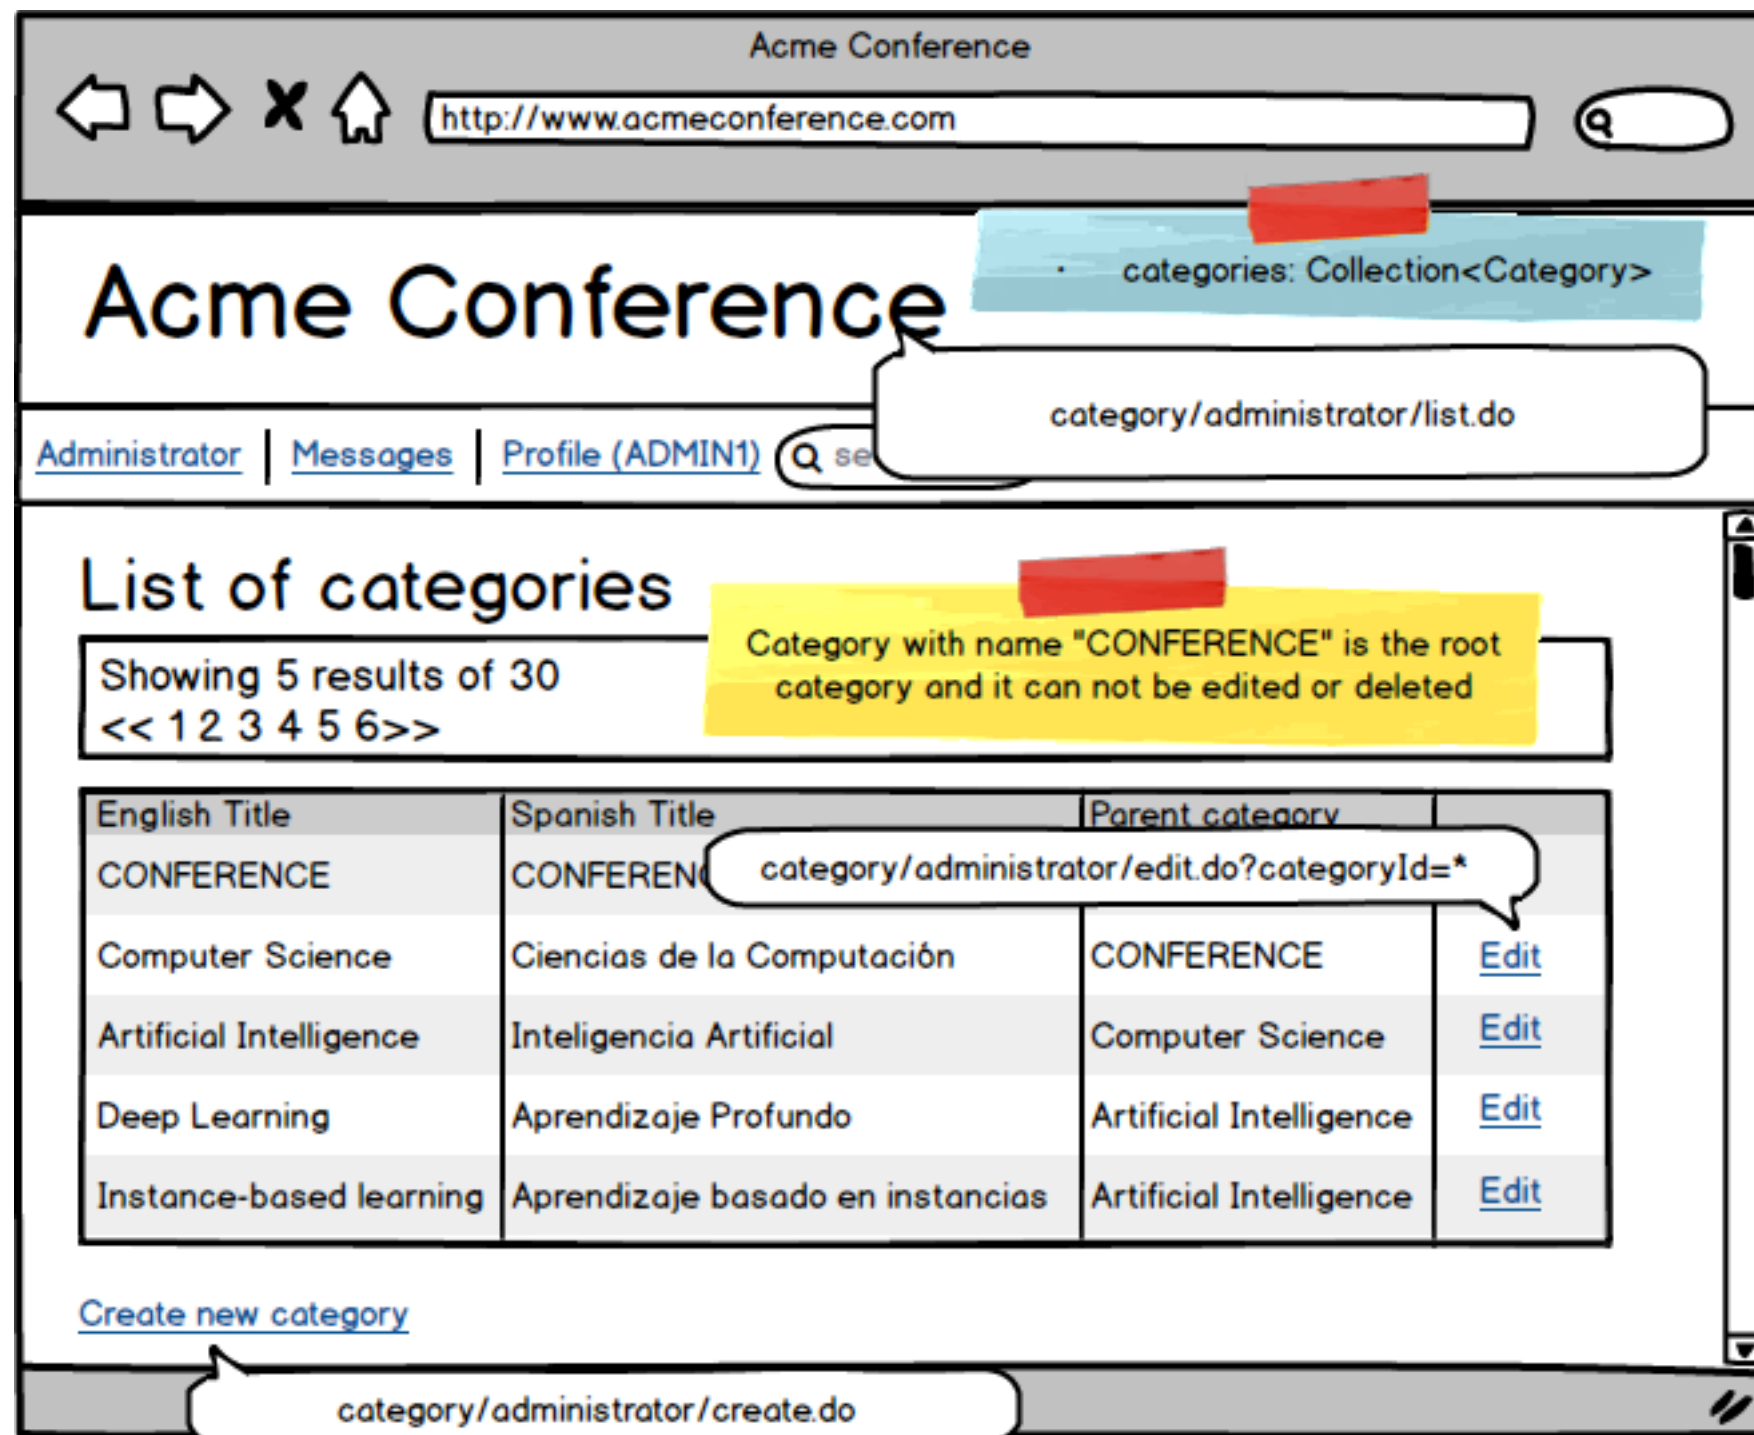 Acme Conference
http://www.acmeconference.com
categories: Collection<Category>
Acme Conference
category/administrator/list.do
Administrator Messages Profile (ADMIN1)
List of categories
Category with name "CONFERENCE" is the root
category and it can not be edited or deleted
Showing 5 results of 30
<< 1 2 3 4 5 6>>
English Title Spanish Title Parent category
category/administrator/edit.do?categoryId=*
CONFERENCE
Computer Science Ciencias de la Computación CONFERENCE Edit
Artificial Intelligence Inteligencia Artificial Computer Science Edit
Deep Learning Aprendizaje Profundo Artificial Intelligence Edit
Instance-based learning Aprendizaje basado en instancias Artificial Intelligence Edit
Create new category
category/administrator/create.do